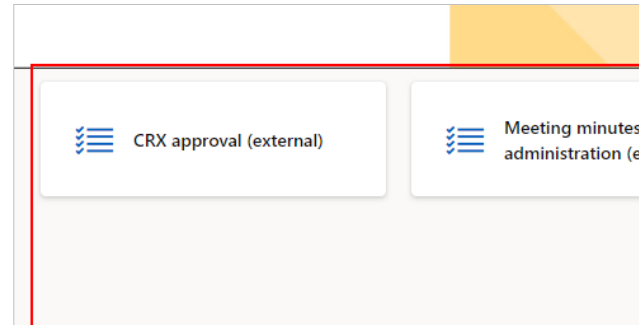 CRX approval (external)
Meeting minutes
administration (e